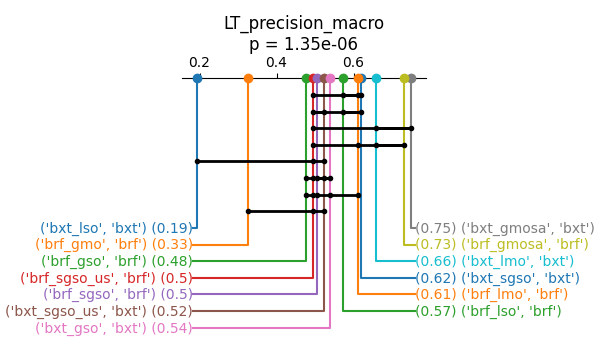 LT_precision_macro
p = 1.35e-06
0.2 0.4 0.6
('bxt_lso', 'bxt') (0.19) (0.75) ('bxt_gmosa', 'bxt')
('brf_gmo', 'brf') (0.33) (0.73) ('brf_gmosa', 'brf')
('brf_gso', 'brf') (0.48) (0.66) ('bxt_lmo', 'bxt')
('brf_sgso_us', 'brf') (0.5) (0.62) ('bxt_sgso', 'bxt')
('brf_sgso', 'brf') (0.5) (0.61) ('brf_lmo', 'brf')
('bxt_sgso_us', 'bxt') (0.52) (0.57) ('brf_lso', 'brf')
('bxt_gso', 'bxt') (0.54)